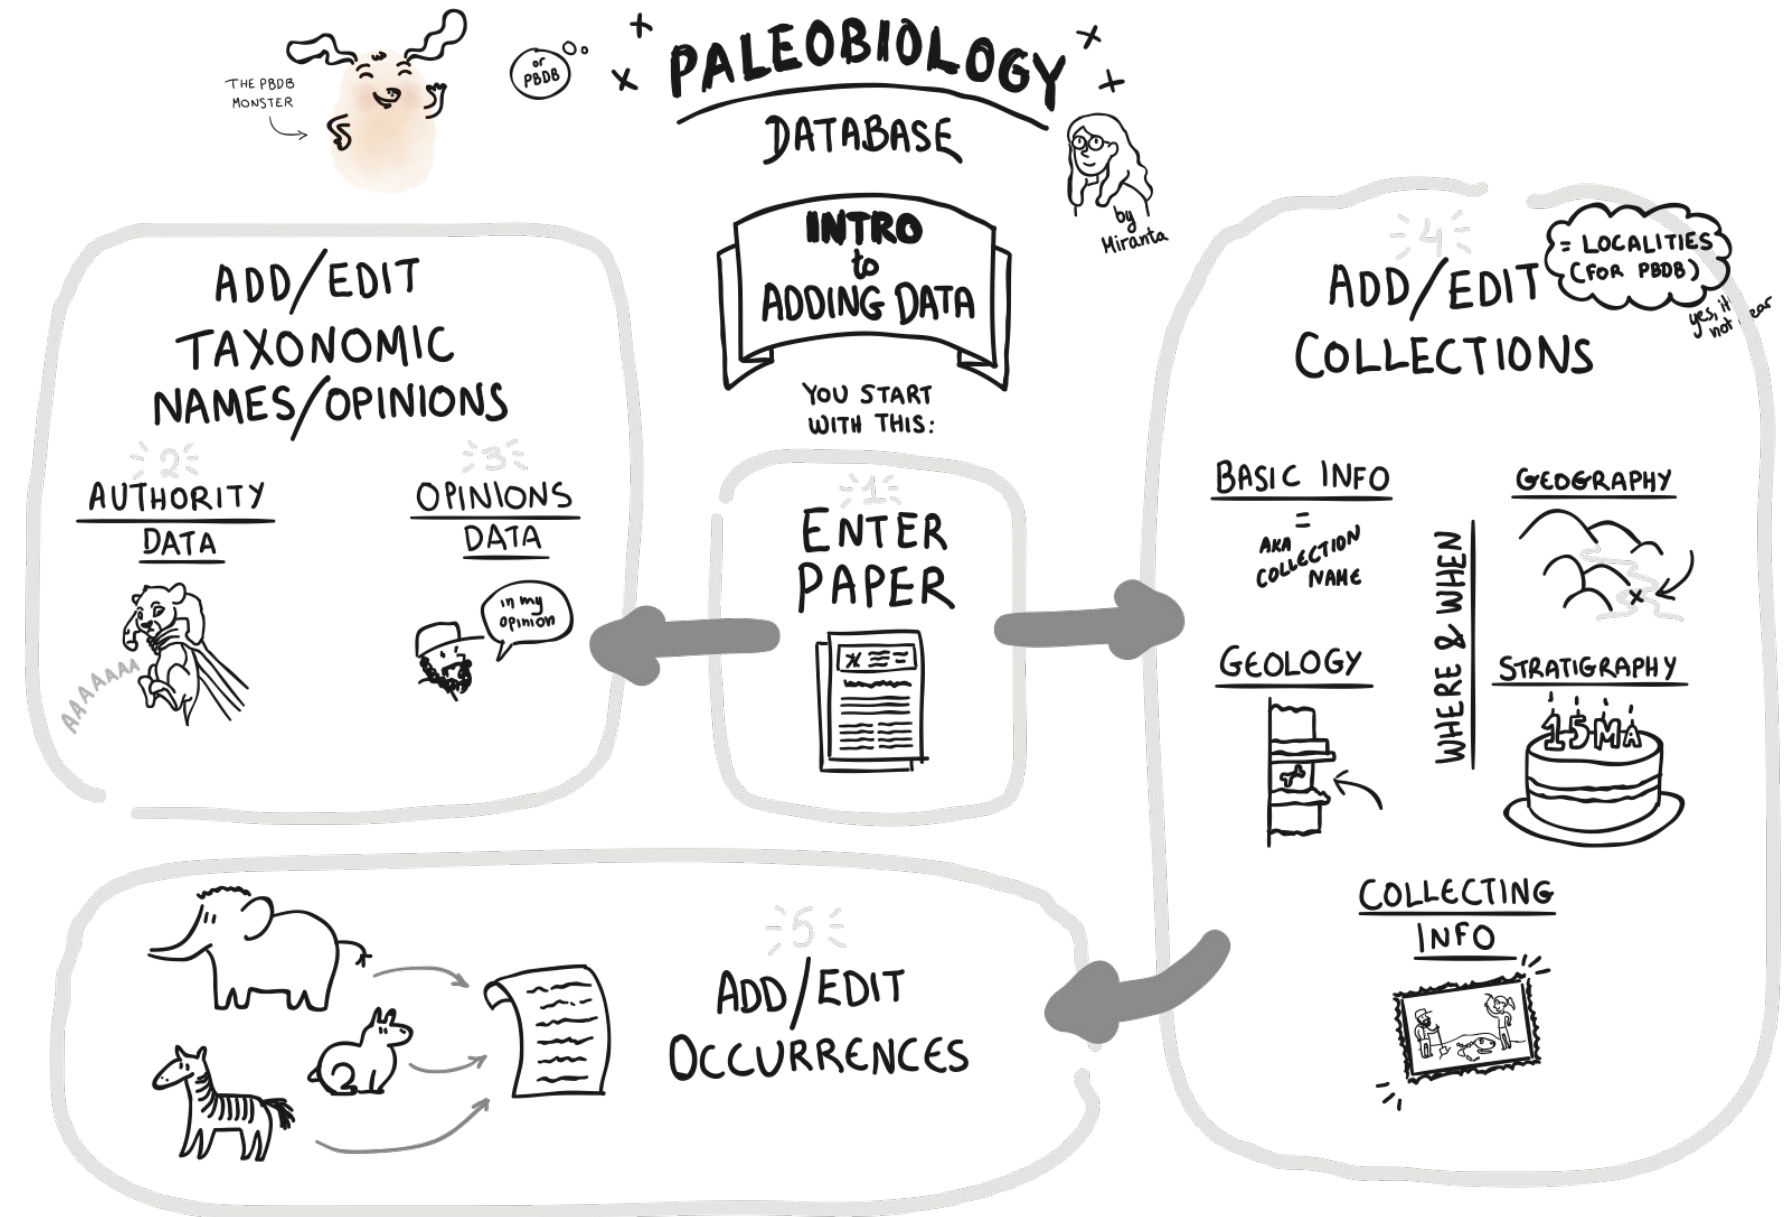 THE PBDB
MONSTER
or
PBDB
PALEOBIOLOGY
DATABASE
by
Miranta
INTRO
to
ADDING DATA
YOU START
WITH THIS:
1
ENTER
PAPER
ADD/EDIT
TAXONOMIC
NAMES/OPINIONS
2
AUTHORITY
DATA
AAAAAAA
3
OPINIONS
DATA
in my
opinion
4
ADD/EDIT
COLLECTIONS
= LOCALITIES
(FOR PBDB)
yes, it
not
BASIC INFO
=
AKA
COLLECTION
NAME
GEOGRAPHY
x
WHERE & WHEN
GEOLOGY
STRATIGRAPHY
15 MA
COLLECTING
INFO
5
ADD/EDIT
OCCURRENCES